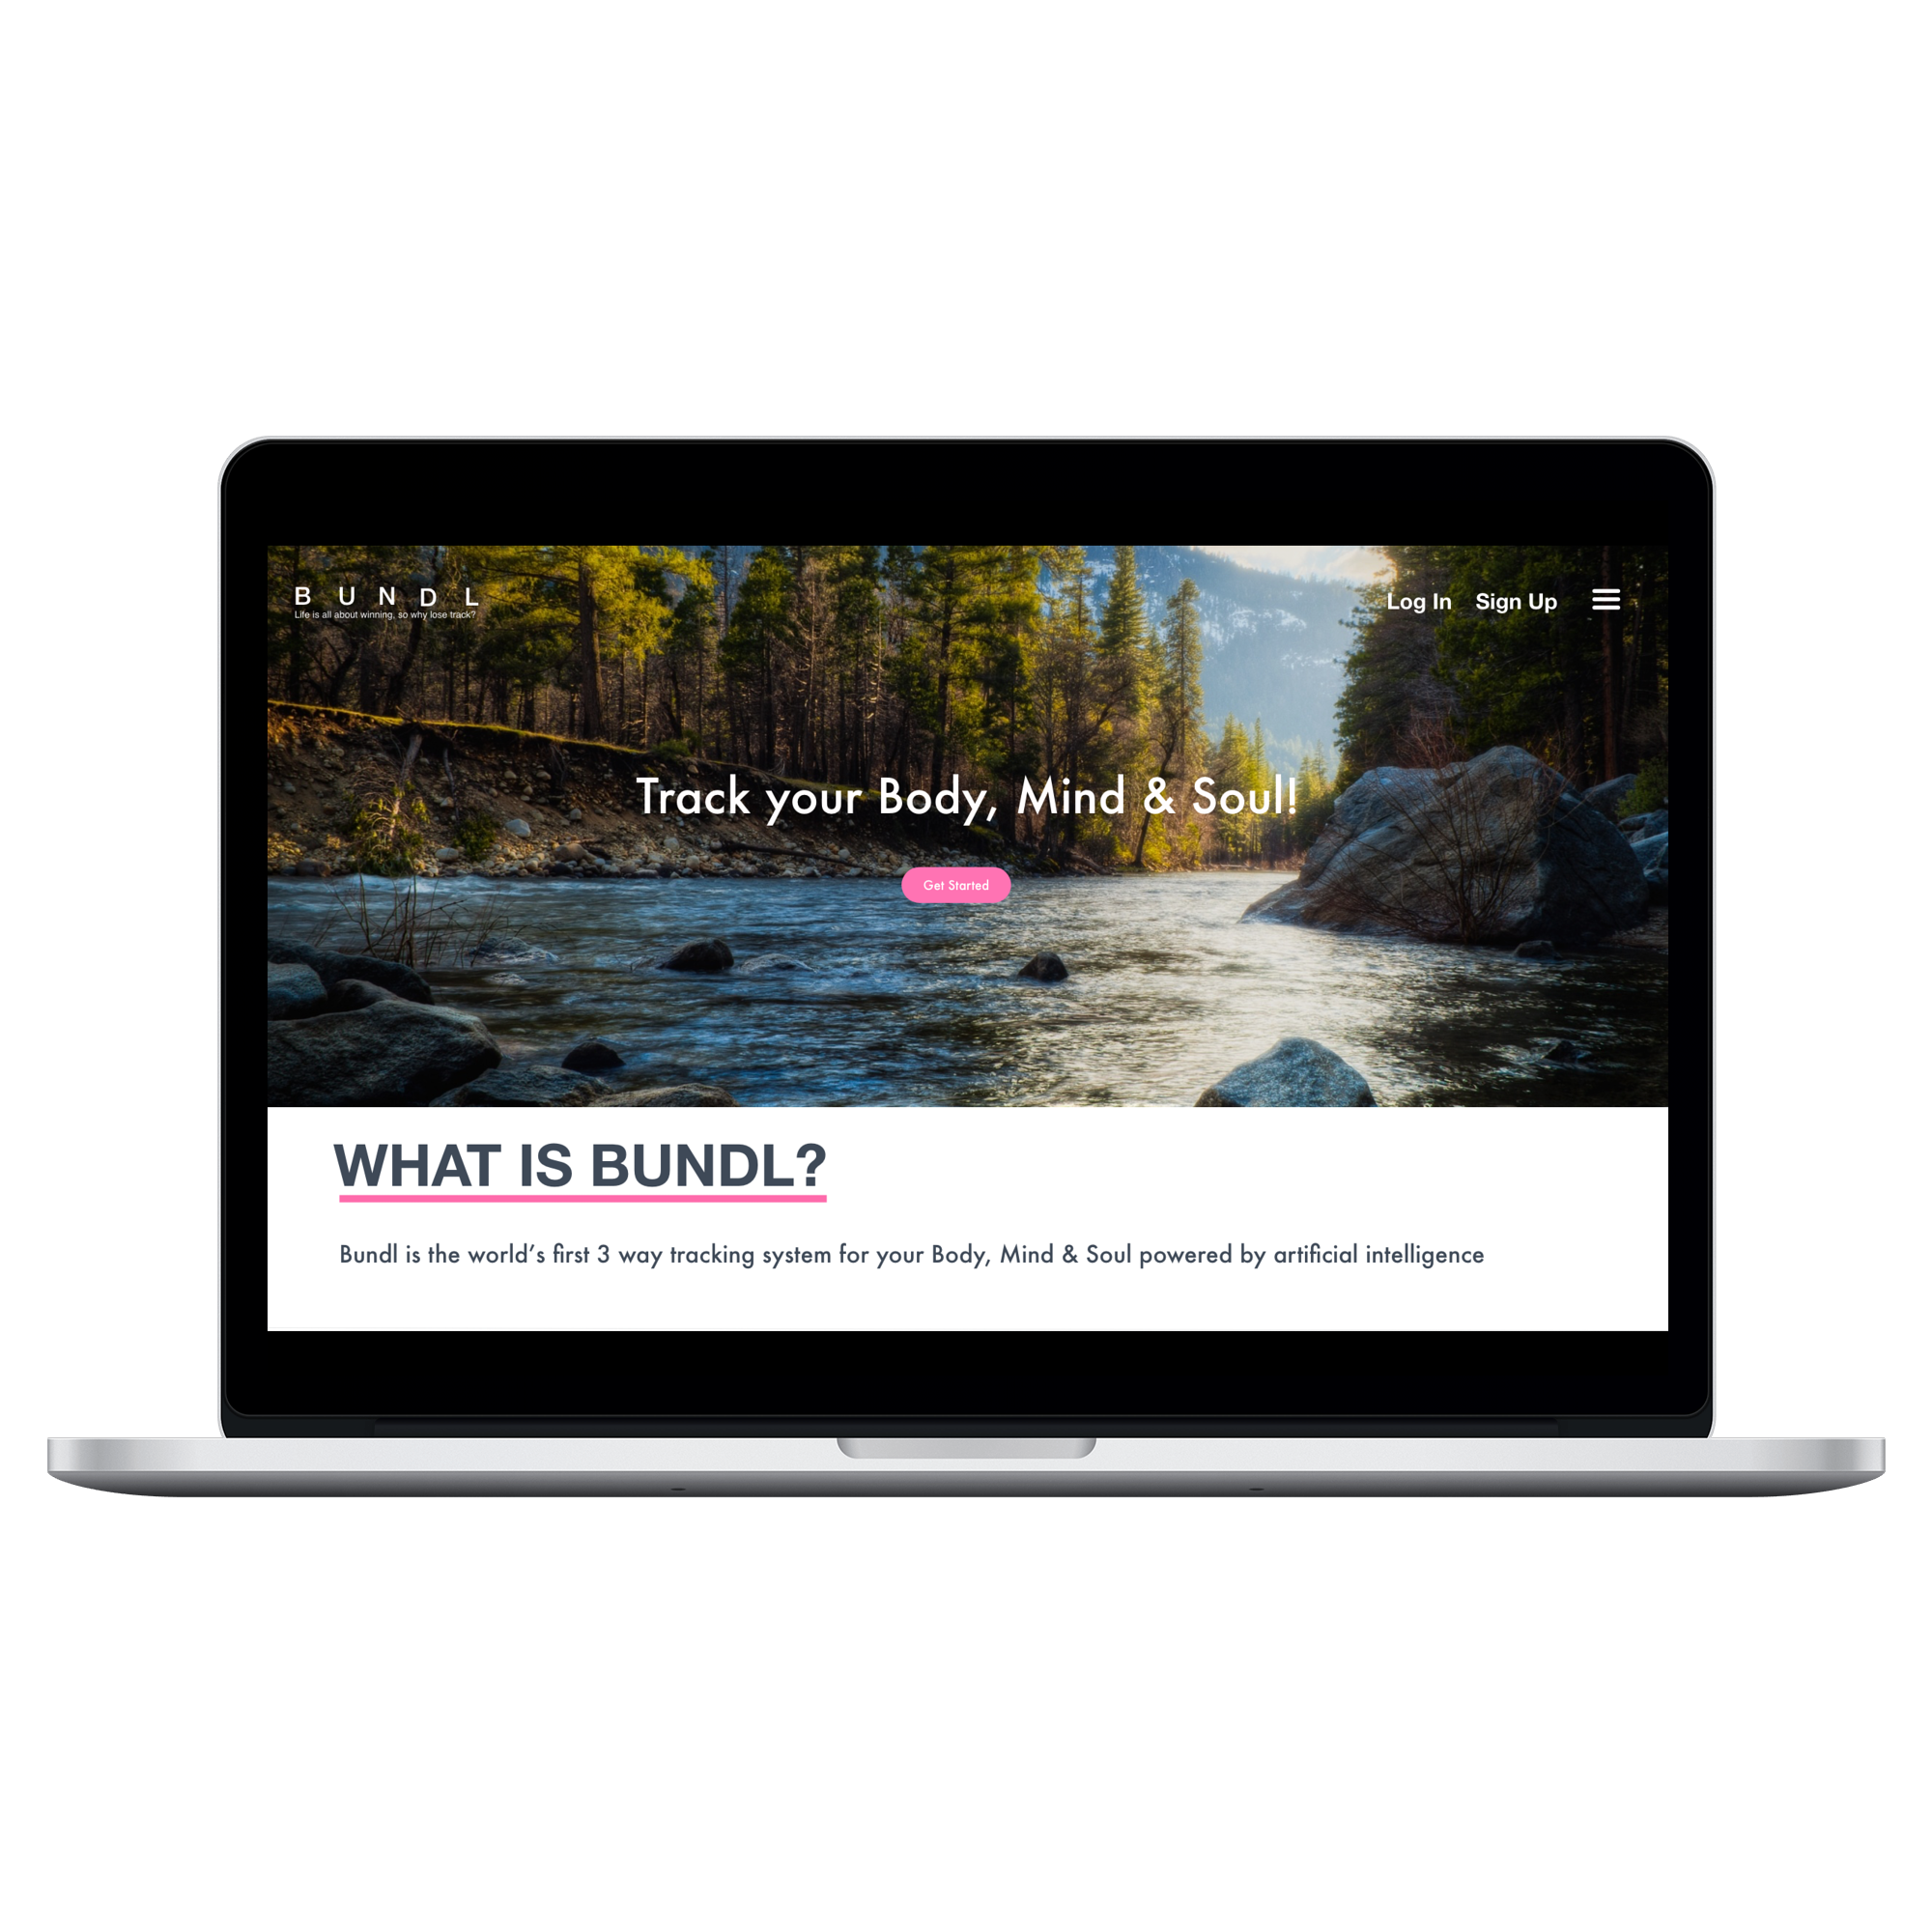 B U N D L
Life is all about winning, so why lose track?
Log In Sign Up
Track your Body, Mind & Soul!
Get Started
WHAT IS BUNDL?
Bundl is the world’s first 3 way tracking system for your Body, Mind & Soul powered by artificial intelligence